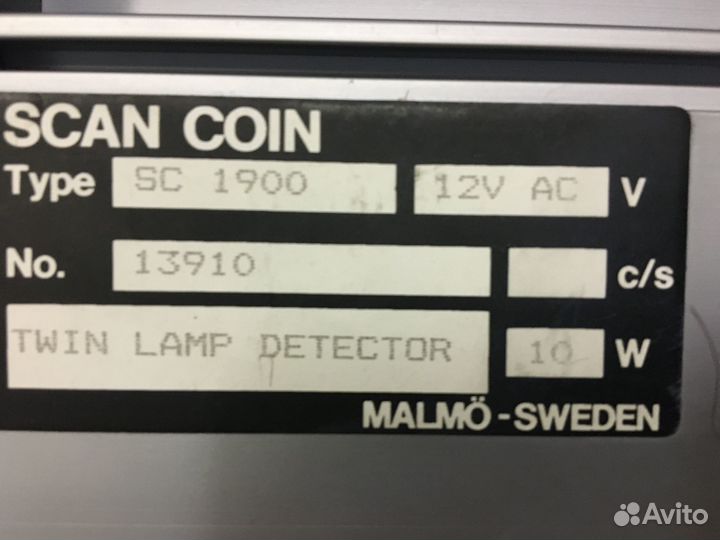 SCAN COIN
Type SC 1900 12V AC V
No. 13910 c/s
TWIN LAMP DETECTOR 10 W
MALMÖ-SWEDEN
Avito